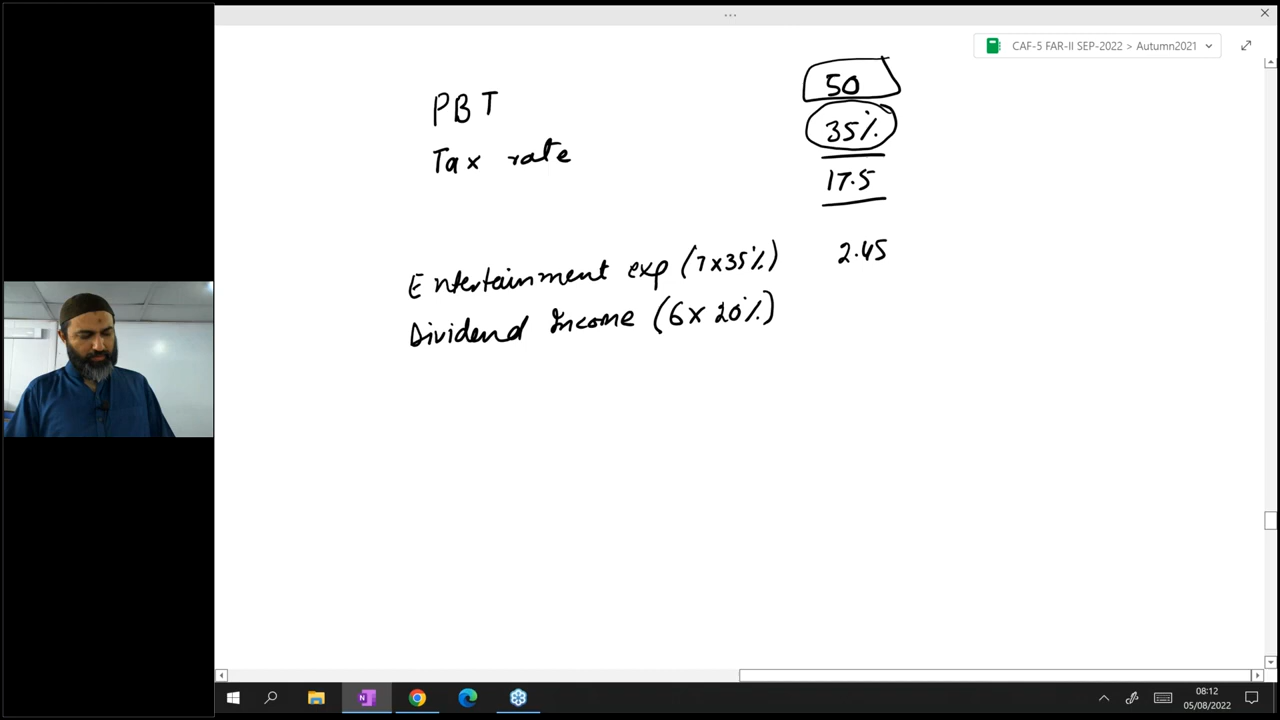 CAF-5 FAR-II SEP-2022 > Autumn2021
PBT 50
Tax rate 35%
17.5
Entertainment exp (7x35%) 2.45
Dividend Income (6x20%)
08:12
05/08/2022